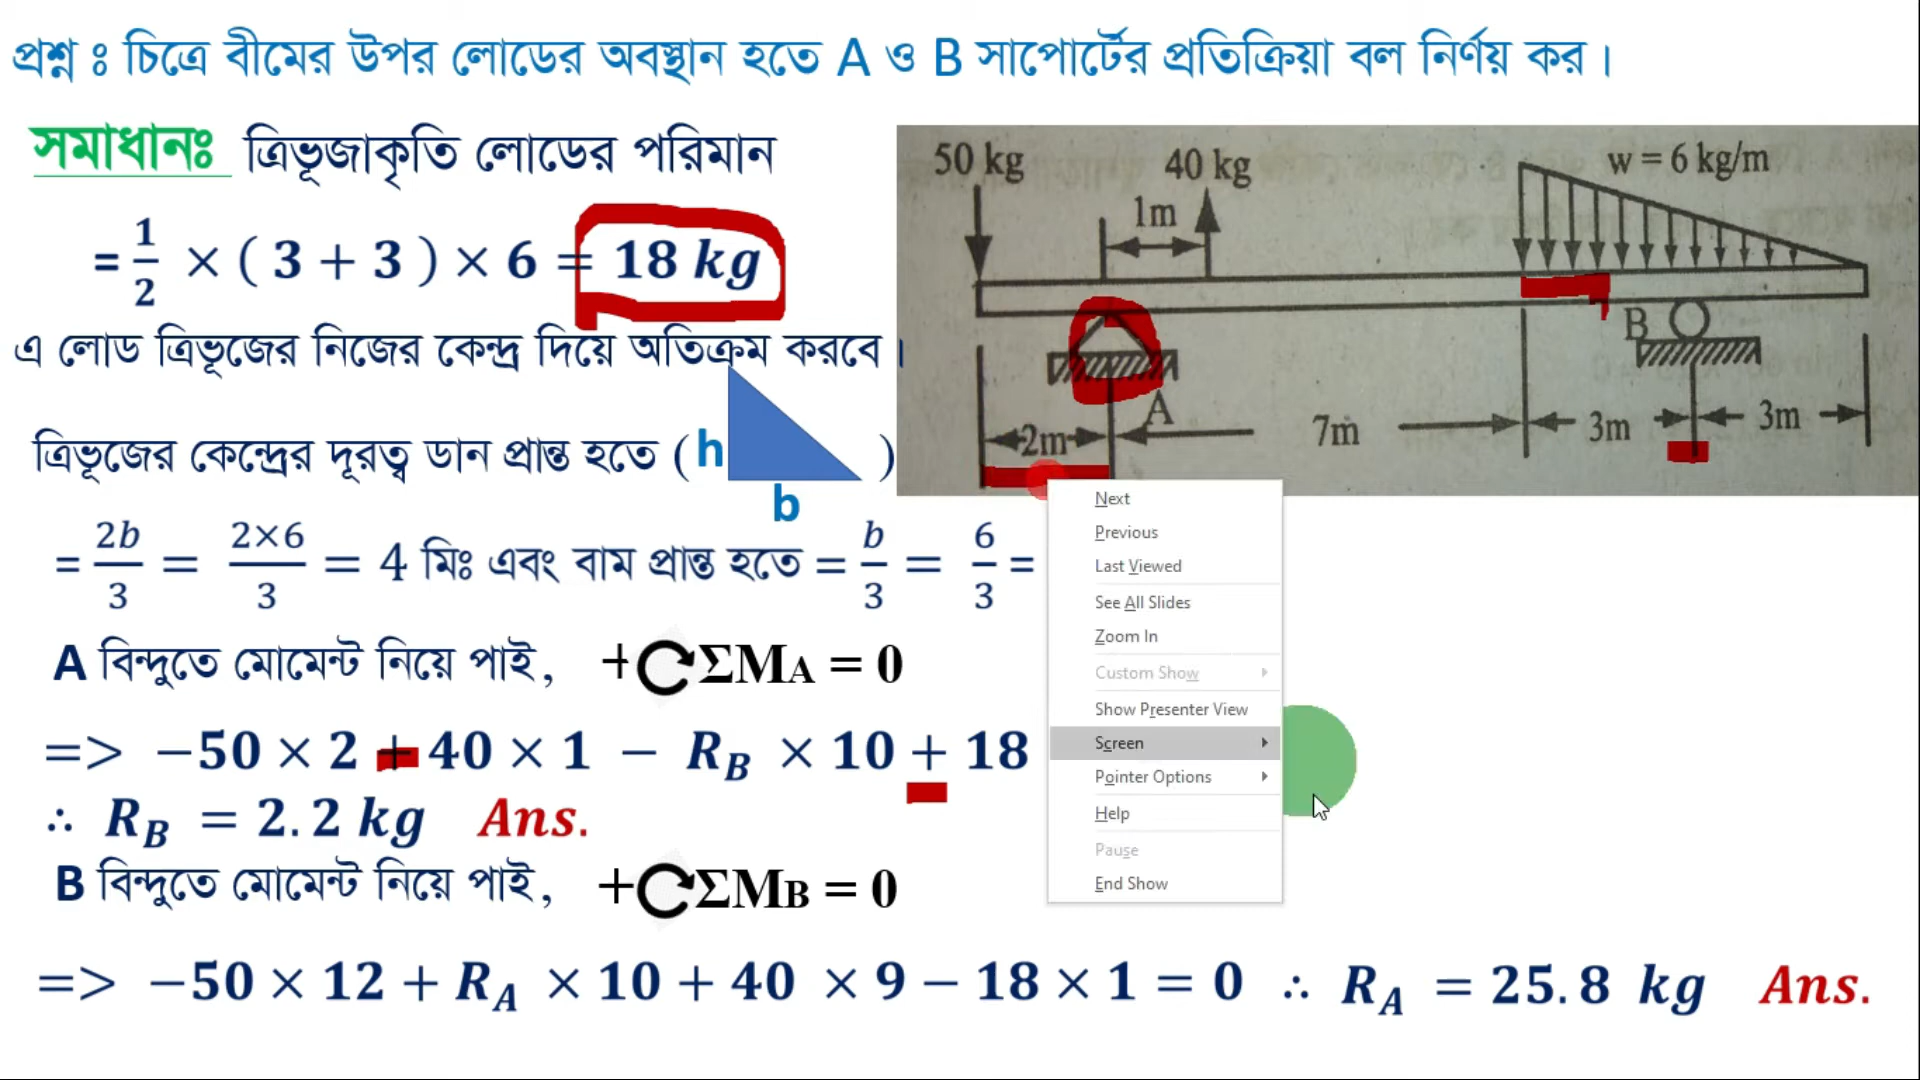 প্রশ্ন ঃ চিত্রে বীমের উপর লোডের অবস্থান হতে A ও B সাপোর্টের প্রতিক্রিয়া বল নির্ণয় কর।
সমাধানঃ ত্রিভূজাকৃতি লোডের পরিমান
= 1/2 × ( 3 + 3 ) × 6 = 18 kg
এ লোড ত্রিভূজের নিজের কেন্দ্র দিয়ে অতিক্রম করবে।
ত্রিভূজের কেন্দ্রের দূরত্ব ডান প্রান্ত হতে ( h b )
= 2b/3 = 2×6/3 = 4 মিঃ এবং বাম প্রান্ত হতে = b/3 = 6/3 =
A বিন্দুতে মোমেন্ট নিয়ে পাই, + ΣMA = 0
=> −50 × 2 + 40 × 1 − RB × 10 + 18
∴ RB = 2.2 kg Ans.
B বিন্দুতে মোমেন্ট নিয়ে পাই, + ΣMB = 0
=> −50 × 12 + RA × 10 + 40 × 9 − 18 × 1 = 0 ∴ RA = 25.8 kg Ans.
50 kg
40 kg
w = 6 kg/m
1m
B
A
2m
7m
3m
3m
Next
Previous
Last Viewed
See All Slides
Zoom In
Custom Show
Show Presenter View
Screen
Pointer Options
Help
Pause
End Show